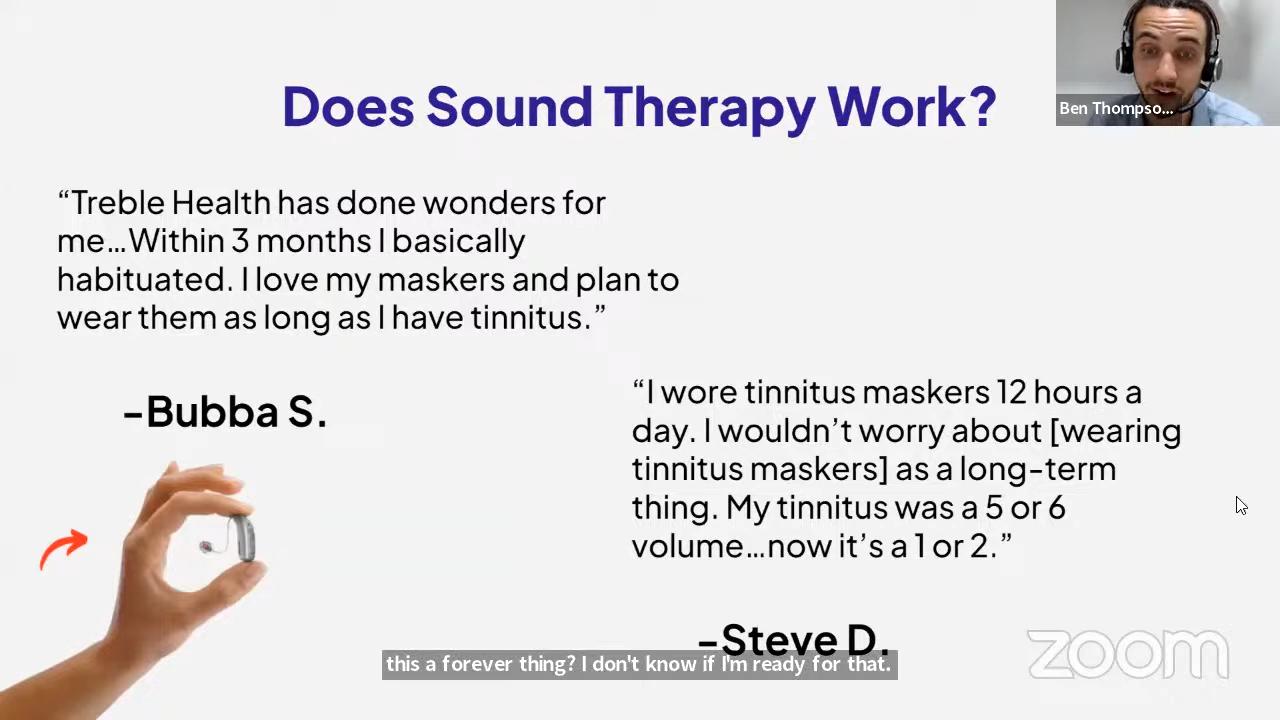 Does Sound Therapy Work?
Ben Thompso...
“Treble Health has done wonders for
me...Within 3 months I basically
habituated. I love my maskers and plan to
wear them as long as I have tinnitus.”
-Bubba S.
“I wore tinnitus maskers 12 hours a
day. I wouldn’t worry about [wearing
tinnitus maskers] as a long-term
thing. My tinnitus was a 5 or 6
volume...now it’s a 1 or 2.”
-Steve D.
this a forever thing? I don't know if I'm ready for that.
zoom